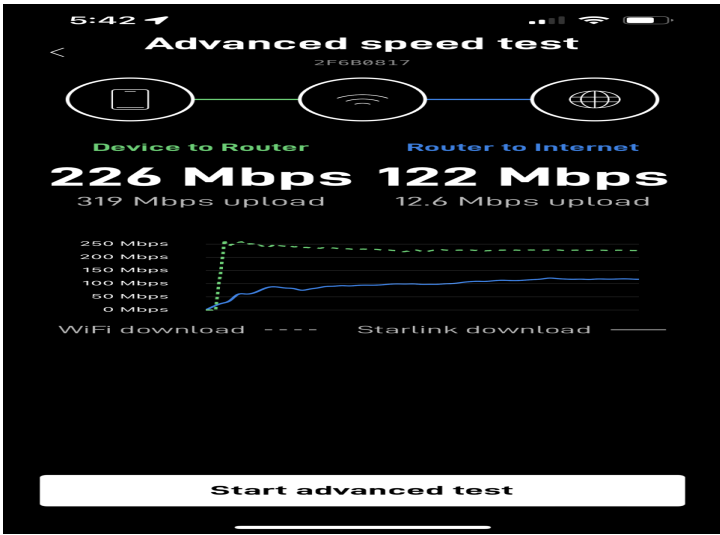 5:42
<
Advanced speed test
2F6B0817
Device to Router
Router to Internet
226 Mbps
122 Mbps
319 Mbps upload
12.6 Mbps upload
250 Mbps
200 Mbps
150 Mbps
100 Mbps
50 Mbps
0 Mbps
WiFi download
Starlink download
Start advanced test